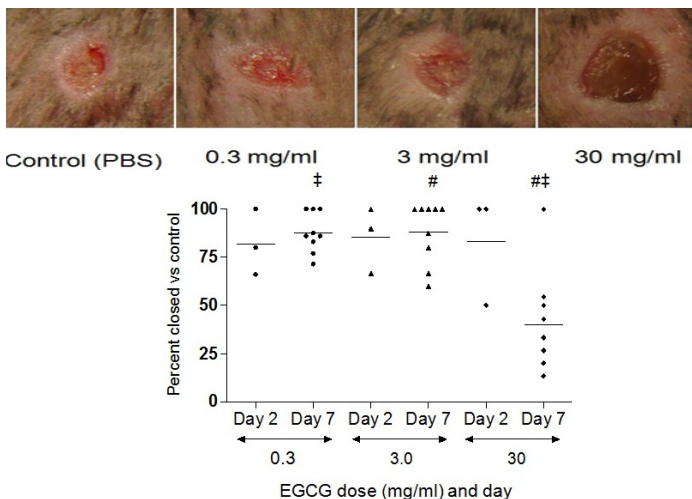 Control (PBS) 0.3 mg/ml 3 mg/ml 30 mg/ml
‡ # #‡
100
75
50
25
0
Percent closed vs control
Day 2 Day 7 Day 2 Day 7 Day 2 Day 7
0.3 3.0 30
EGCG dose (mg/ml) and day